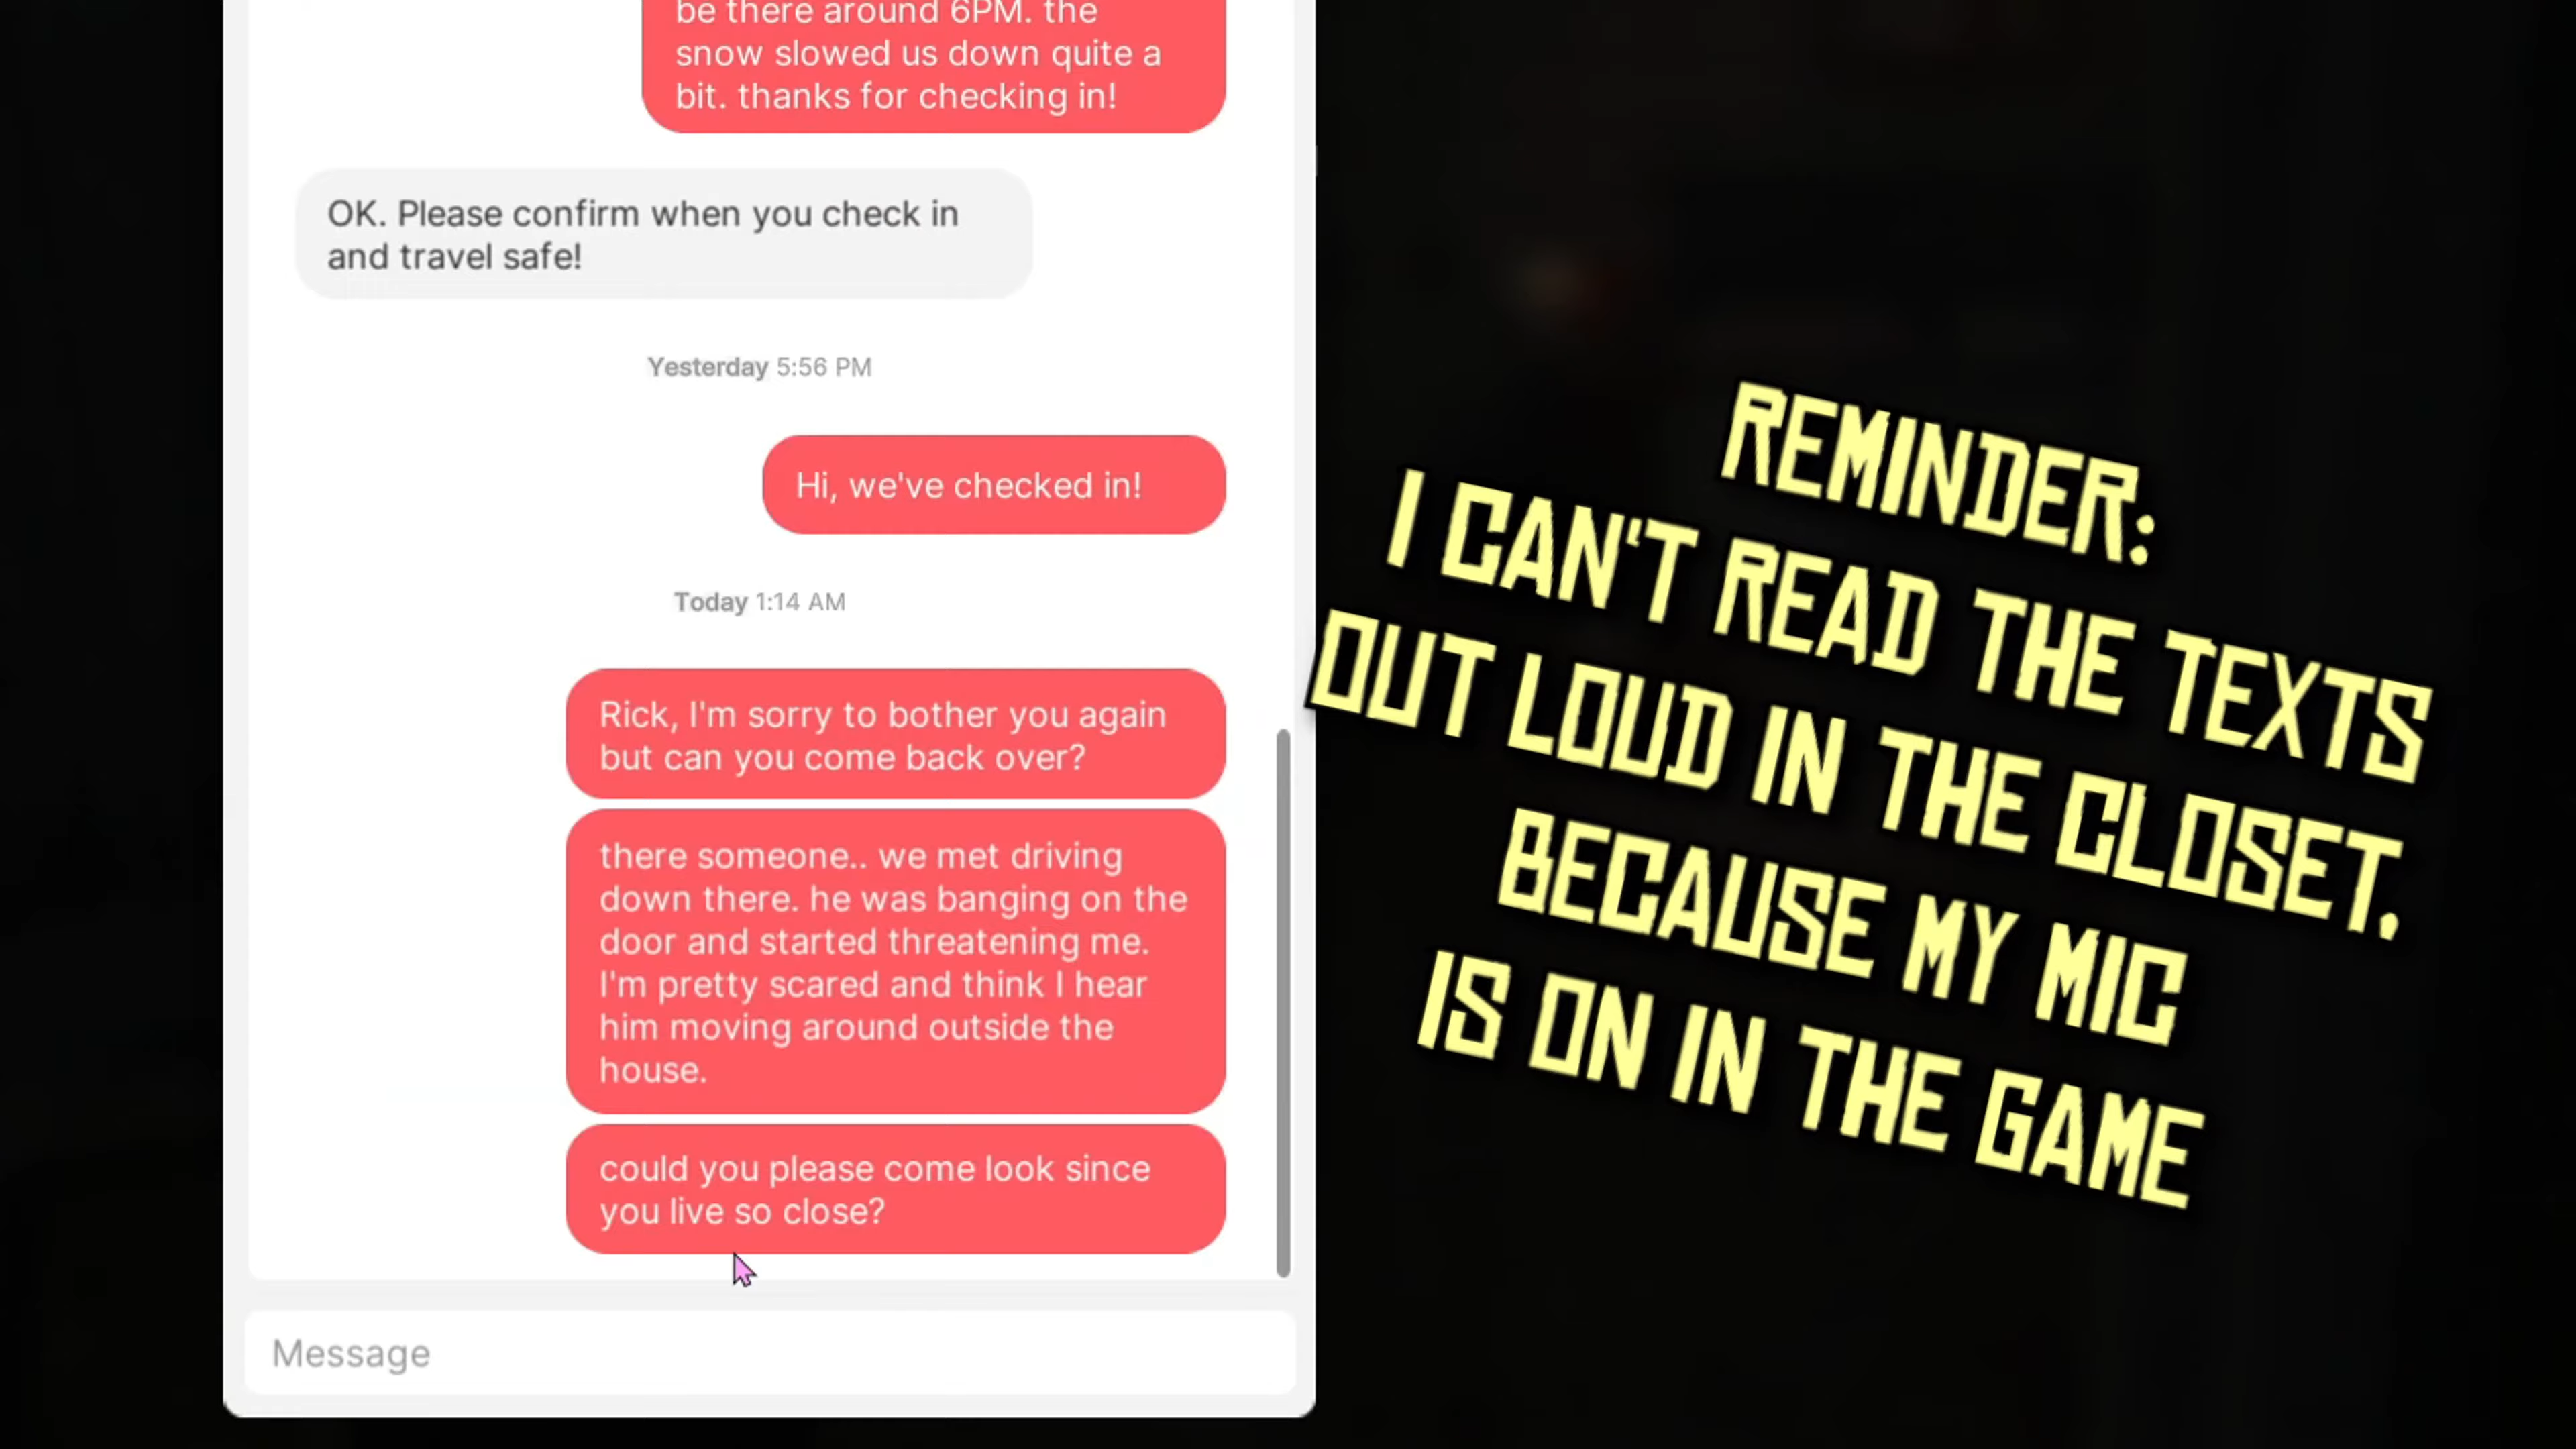 be there around 6PM. the
snow slowed us down quite a
bit. thanks for checking in!
OK. Please confirm when you check in
and travel safe!
Yesterday 5:56 PM
Hi, we've checked in!
Today 1:14 AM
Rick, I'm sorry to bother you again
but can you come back over?
there someone.. we met driving
down there. he was banging on the
door and started threatening me.
I'm pretty scared and think I hear
him moving around outside the
house.
could you please come look since
you live so close?
Message
REMINDER:
I CAN'T READ THE TEXTS
OUT LOUD IN THE CLOSET.
BECAUSE MY MIC
IS ON IN THE GAME